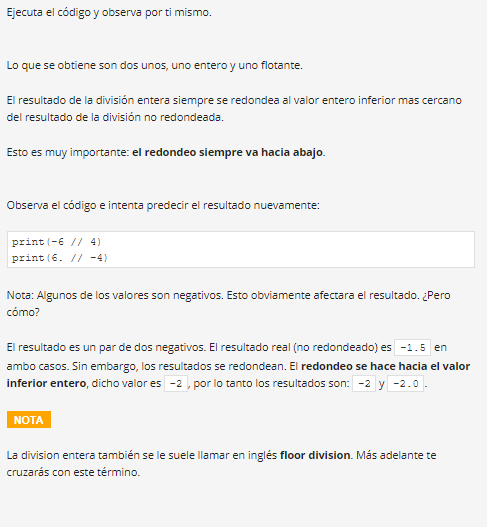 Ejecuta el código y observa por ti mismo.
Lo que se obtiene son dos unos, uno entero y uno flotante.
El resultado de la división entera siempre se redondea al valor entero inferior mas cercano
del resultado de la división no redondeada.
Esto es muy importante: el redondeo siempre va hacia abajo.
Observa el código e intenta predecir el resultado nuevamente:
print(-6 // 4)
print(6. // -4)
Nota: Algunos de los valores son negativos. Esto obviamente afectara el resultado. ¿Pero
cómo?
El resultado es un par de dos negativos. El resultado real (no redondeado) es -1.5 en
ambo casos. Sin embargo, los resultados se redondean. El redondeo se hace hacia el valor
inferior entero, dicho valor es -2, por lo tanto los resultados son: -2 y -2.0.
NOTA
La division entera también se le suele llamar en inglés floor division. Más adelante te
cruzarás con este término.